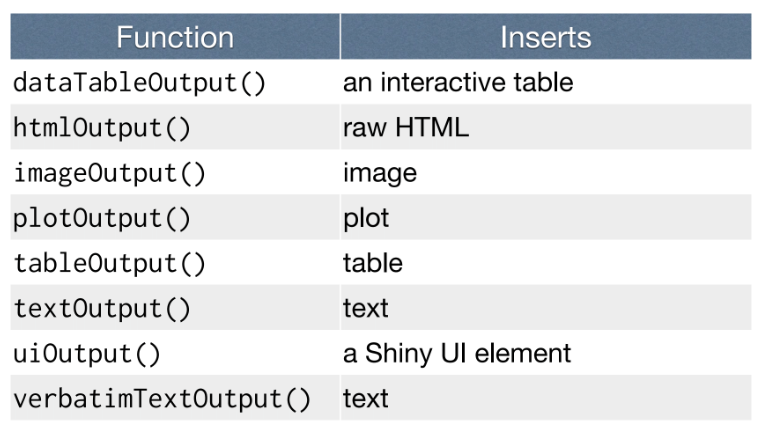 Function Inserts
dataTableOutput() an interactive table
htmlOutput() raw HTML
imageOutput() image
plotOutput() plot
tableOutput() table
textOutput() text
uiOutput() a Shiny UI element
verbatimTextOutput() text